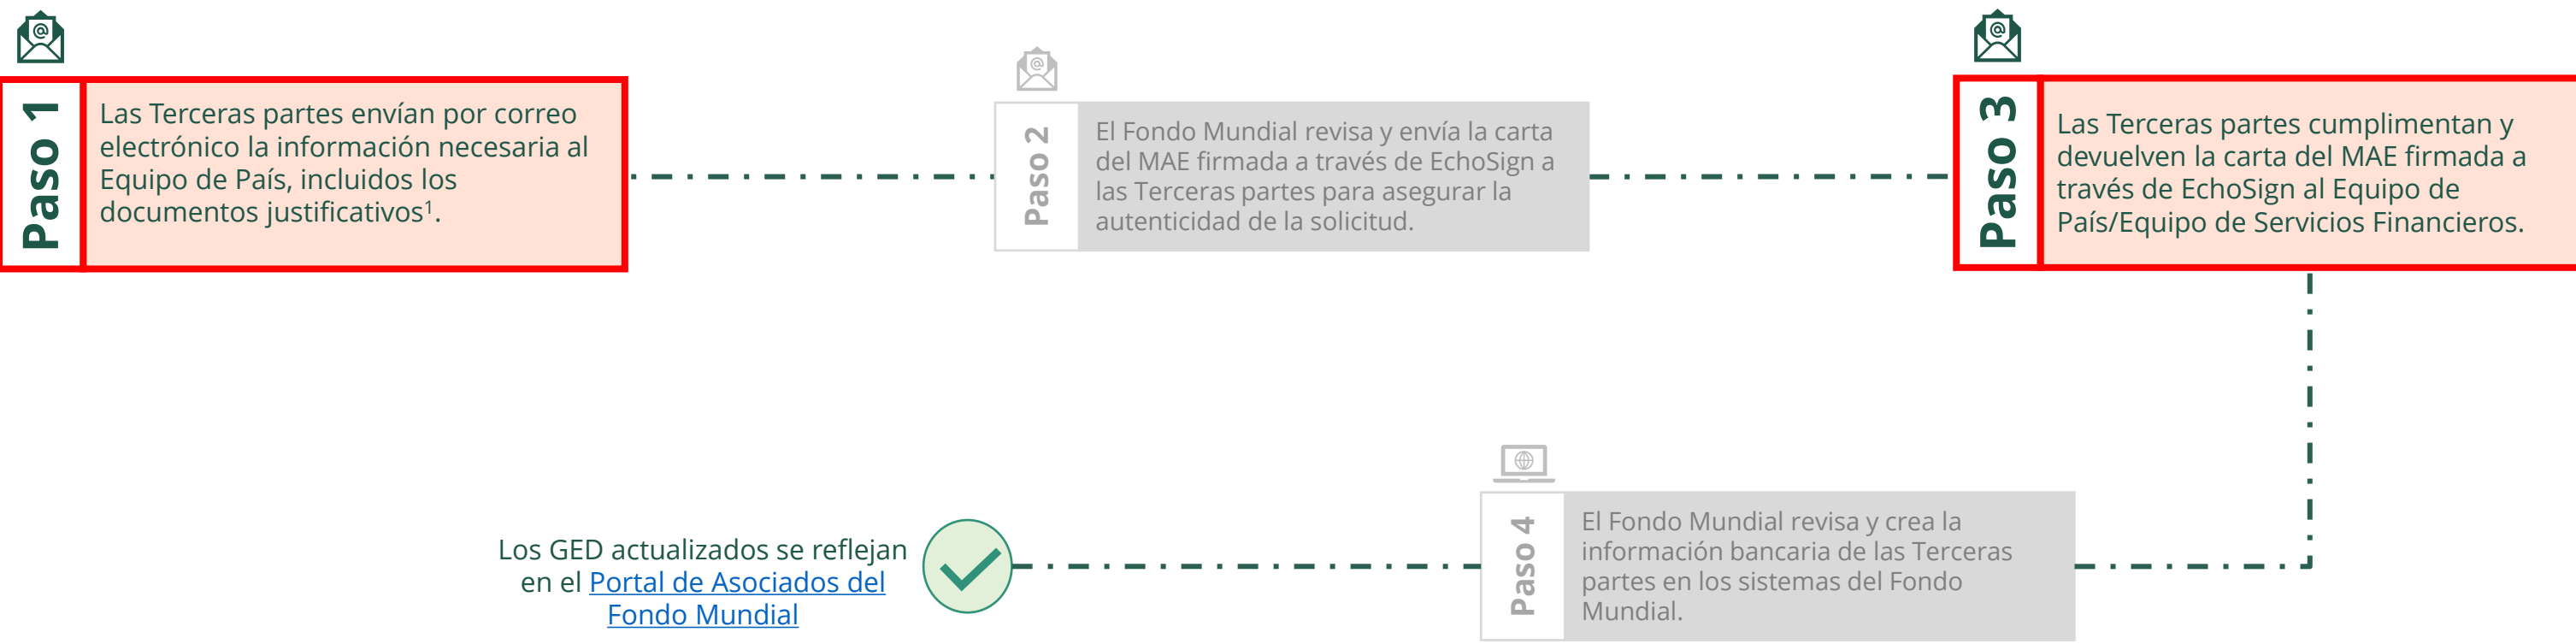 Paso 1
Las Terceras partes envían por correo
electrónico la información necesaria al
Equipo de País, incluidos los
documentos justificativos¹.
Paso 2
El Fondo Mundial revisa y envía la carta
del MAE firmada a través de EchoSign a
las Terceras partes para asegurar la
autenticidad de la solicitud.
Paso 3
Las Terceras partes cumplimentan y
devuelven la carta del MAE firmada a
través de EchoSign al Equipo de
País/Equipo de Servicios Financieros.
Paso 4
El Fondo Mundial revisa y crea la
información bancaria de las Terceras
partes en los sistemas del Fondo
Mundial.
Los GED actualizados se reflejan
en el Portal de Asociados del
Fondo Mundial